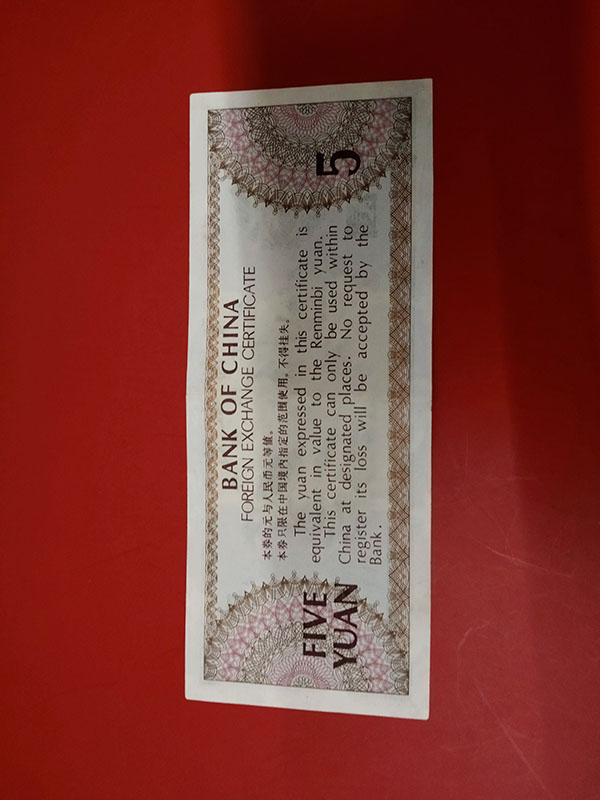 BANK OF CHINA
FOREIGN EXCHANGE CERTIFICATE
本券的元与人民币元等值。
本券只限在中国境内指定的范围使用。不得挂失。
The yuan expressed in this certificate is
equivalent in value to the Renminbi yuan.
This certificate can only be used within
China at designated places. No request to
register its loss will be accepted by the
Bank.
FIVE
YUAN
5